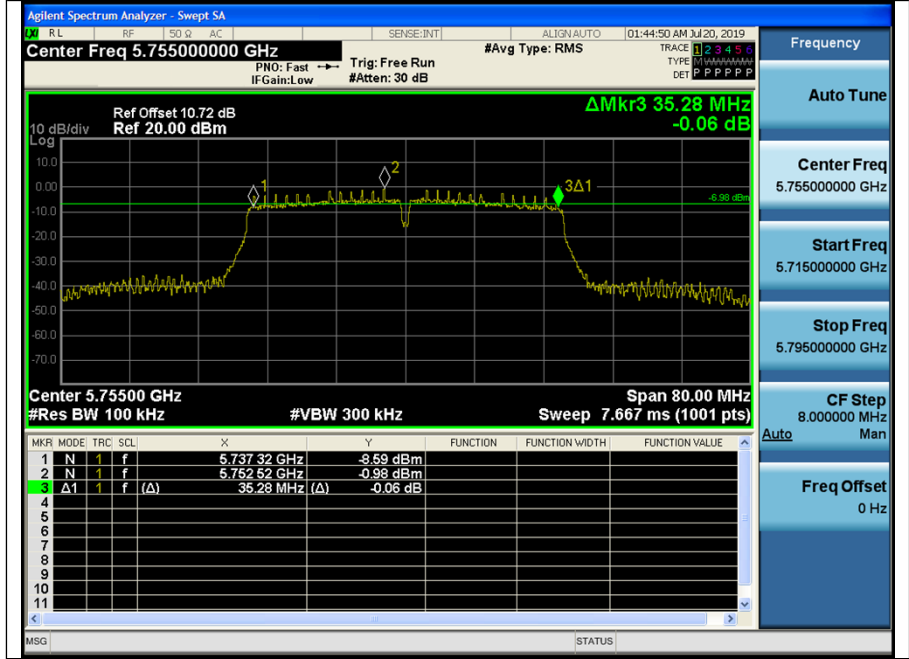 Agilent Spectrum Analyzer - Swept SA
LXI RL RF 50 Ω AC SENSE:INT ALIGNAUTO 01:44:50 AM Jul 20, 2019
Center Freq 5.755000000 GHz #Avg Type: RMS TRACE 1 2 3 4 5 6
PNO: Fast Trig: Free Run TYPE M WWWWW
IFGain:Low #Atten: 30 dB DET P P P P P P
Ref Offset 10.72 dB
10 dB/div Ref 20.00 dBm
Log
ΔMkr3 35.28 MHz
-0.06 dB
10.0
0.00
-10.0
-20.0
-30.0
-40.0
-50.0
-60.0
-70.0
1
2
3Δ1
-6.98 dBm
Center 5.75500 GHz Span 80.00 MHz
#Res BW 100 kHz #VBW 300 kHz Sweep 7.667 ms (1001 pts)
MKR MODE TRC SCL X Y FUNCTION FUNCTION WIDTH FUNCTION VALUE
1 N 1 f 5.737 32 GHz -8.59 dBm
2 N 1 f 5.752 52 GHz -0.98 dBm
3 Δ1 1 f (Δ) 35.28 MHz (Δ) -0.06 dB
4
5
6
7
8
9
10
11
MSG STATUS
Frequency
Auto Tune
Center Freq
5.755000000 GHz
Start Freq
5.715000000 GHz
Stop Freq
5.795000000 GHz
CF Step
8.000000 MHz
Auto Man
Freq Offset
0 Hz